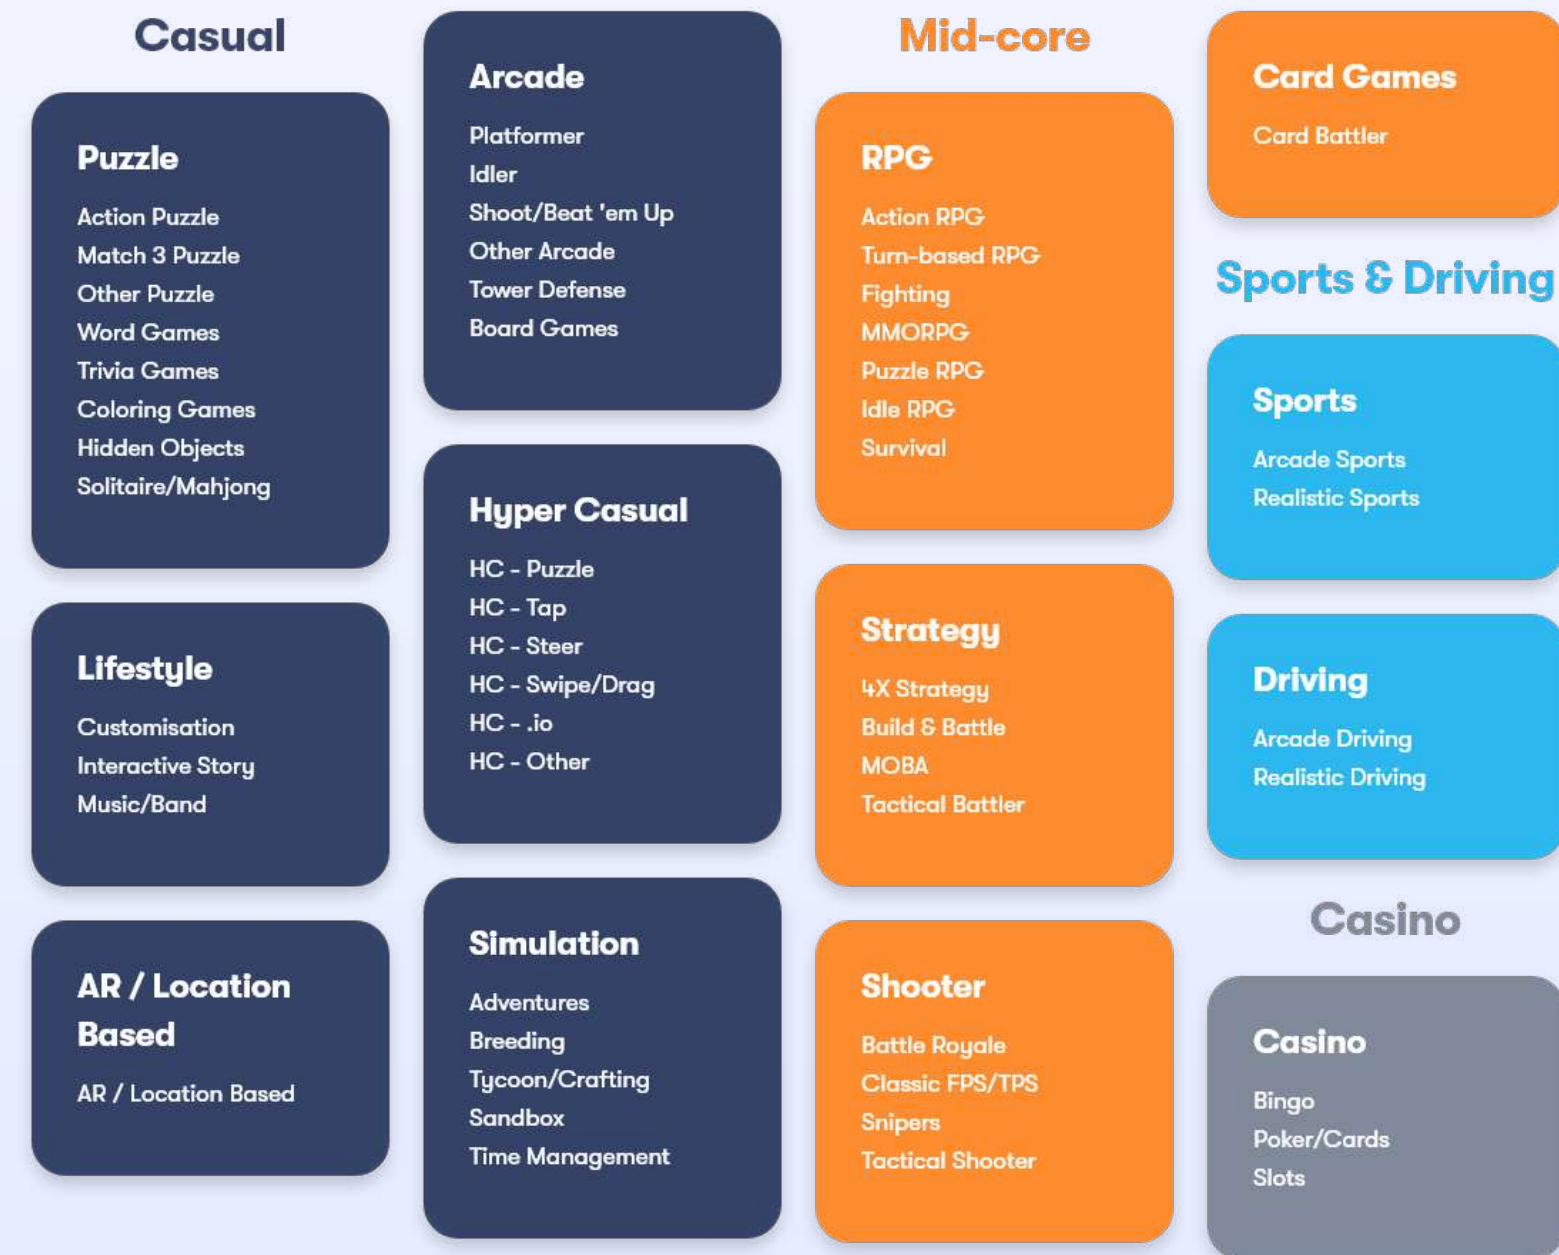 Casual
Puzzle
Action Puzzle
Match 3 Puzzle
Other Puzzle
Word Games
Trivia Games
Coloring Games
Hidden Objects
Solitaire/Mahjong
Lifestyle
Customisation
Interactive Story
Music/Band
AR / Location
Based
AR / Location Based
Arcade
Platformer
Idler
Shoot/Beat 'em Up
Other Arcade
Tower Defense
Board Games
Hyper Casual
HC - Puzzle
HC - Tap
HC - Steer
HC - Swipe/Drag
HC - .io
HC - Other
Simulation
Adventures
Breeding
Tycoon/Crafting
Sandbox
Time Management
Mid-core
RPG
Action RPG
Turn-based RPG
Fighting
MMORPG
Puzzle RPG
Idle RPG
Survival
Strategy
4X Strategy
Build & Battle
MOBA
Tactical Battler
Shooter
Battle Royale
Classic FPS/TPS
Snipers
Tactical Shooter
Card Games
Card Battler
Sports & Driving
Sports
Arcade Sports
Realistic Sports
Driving
Arcade Driving
Realistic Driving
Casino
Casino
Bingo
Poker/Cards
Slots